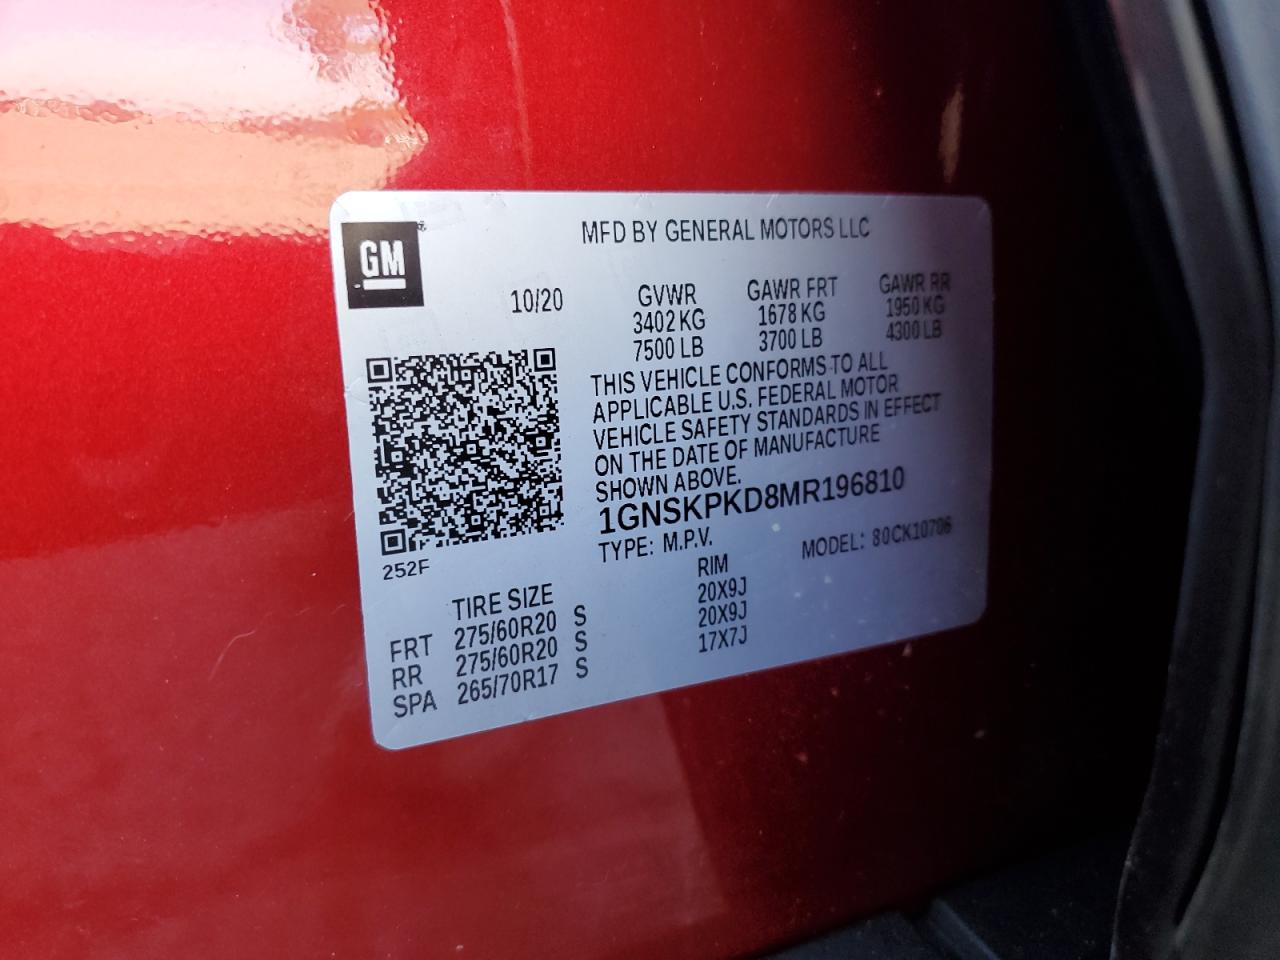 MFD BY GENERAL MOTORS LLC
GM
10/20
GVWR GAWR FRT GAWR RR
3402 KG 1678 KG 1950 KG
7500 LB 3700 LB 4300 LB
THIS VEHICLE CONFORMS TO ALL
APPLICABLE U.S. FEDERAL MOTOR
VEHICLE SAFETY STANDARDS IN EFFECT
ON THE DATE OF MANUFACTURE
SHOWN ABOVE.
1GNSKPKD8MR196810
TYPE: M.P.V. MODEL: 80CK10706
252F
TIRE SIZE RIM
FRT 275/60R20 S 20X9J
RR 275/60R20 S 20X9J
SPA 265/70R17 S 17X7J